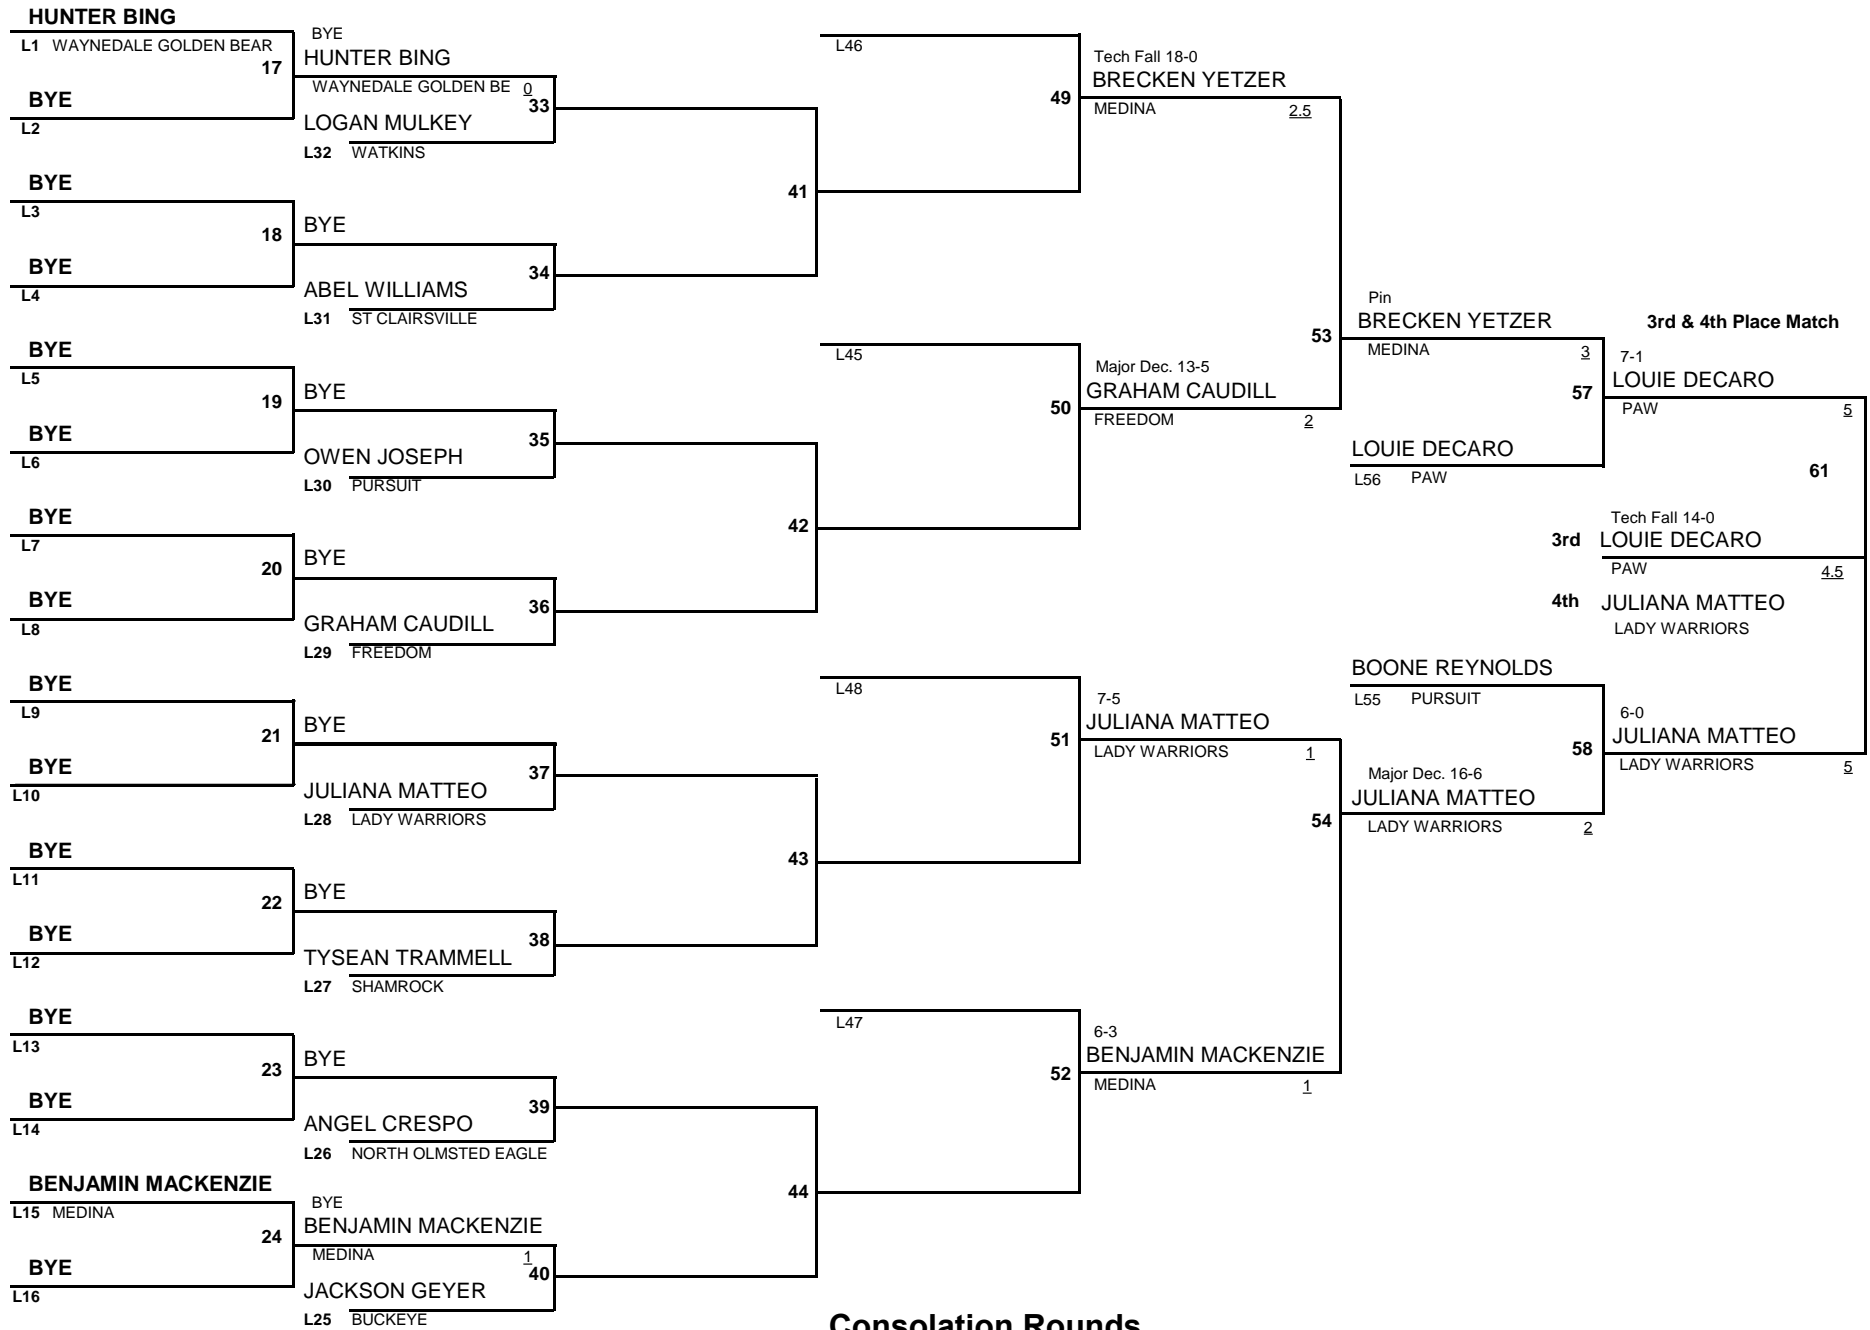 HUNTER BING
L1 WAYNEDALE GOLDEN BEAR
17
BYE
L2
BYE
L3
18
BYE
L4
BYE
L5
19
BYE
L6
BYE
L7
20
BYE
L8
BYE
L9
21
BYE
L10
BYE
L11
22
BYE
L12
BYE
L13
23
BYE
L14
BENJAMIN MACKENZIE
L15 MEDINA
24
BYE
L16
BYE
HUNTER BING
WAYNEDALE GOLDEN BE 0
33
LOGAN MULKEY
L32 WATKINS
BYE
34
ABEL WILLIAMS
L31 ST CLAIRSVILLE
BYE
35
OWEN JOSEPH
L30 PURSUIT
BYE
36
GRAHAM CAUDILL
L29 FREEDOM
BYE
37
JULIANA MATTEO
L28 LADY WARRIORS
BYE
38
TYSEAN TRAMMELL
L27 SHAMROCK
BYE
39
ANGEL CRESPO
L26 NORTH OLMSTED EAGLE
BYE
BENJAMIN MACKENZIE
MEDINA 1
40
JACKSON GEYER
L25 BUCKEYE
41
42
43
44
L46
49
L45
50
L48
51
L47
52
Tech Fall 18-0
BRECKEN YETZER
MEDINA 2.5
53
Major Dec. 13-5
GRAHAM CAUDILL
FREEDOM 2
7-5
JULIANA MATTEO
LADY WARRIORS 1
54
6-3
BENJAMIN MACKENZIE
MEDINA 1
Pin
BRECKEN YETZER
MEDINA 3
57
LOUIE DECARO
L56 PAW
BOONE REYNOLDS
L55 PURSUIT
58
Major Dec. 16-6
JULIANA MATTEO
LADY WARRIORS 2
3rd & 4th Place Match
7-1
LOUIE DECARO
PAW 5
61
Tech Fall 14-0
3rd LOUIE DECARO
PAW 4.5
4th JULIANA MATTEO
LADY WARRIORS
6-0
JULIANA MATTEO
LADY WARRIORS 5
Consolation Rounds